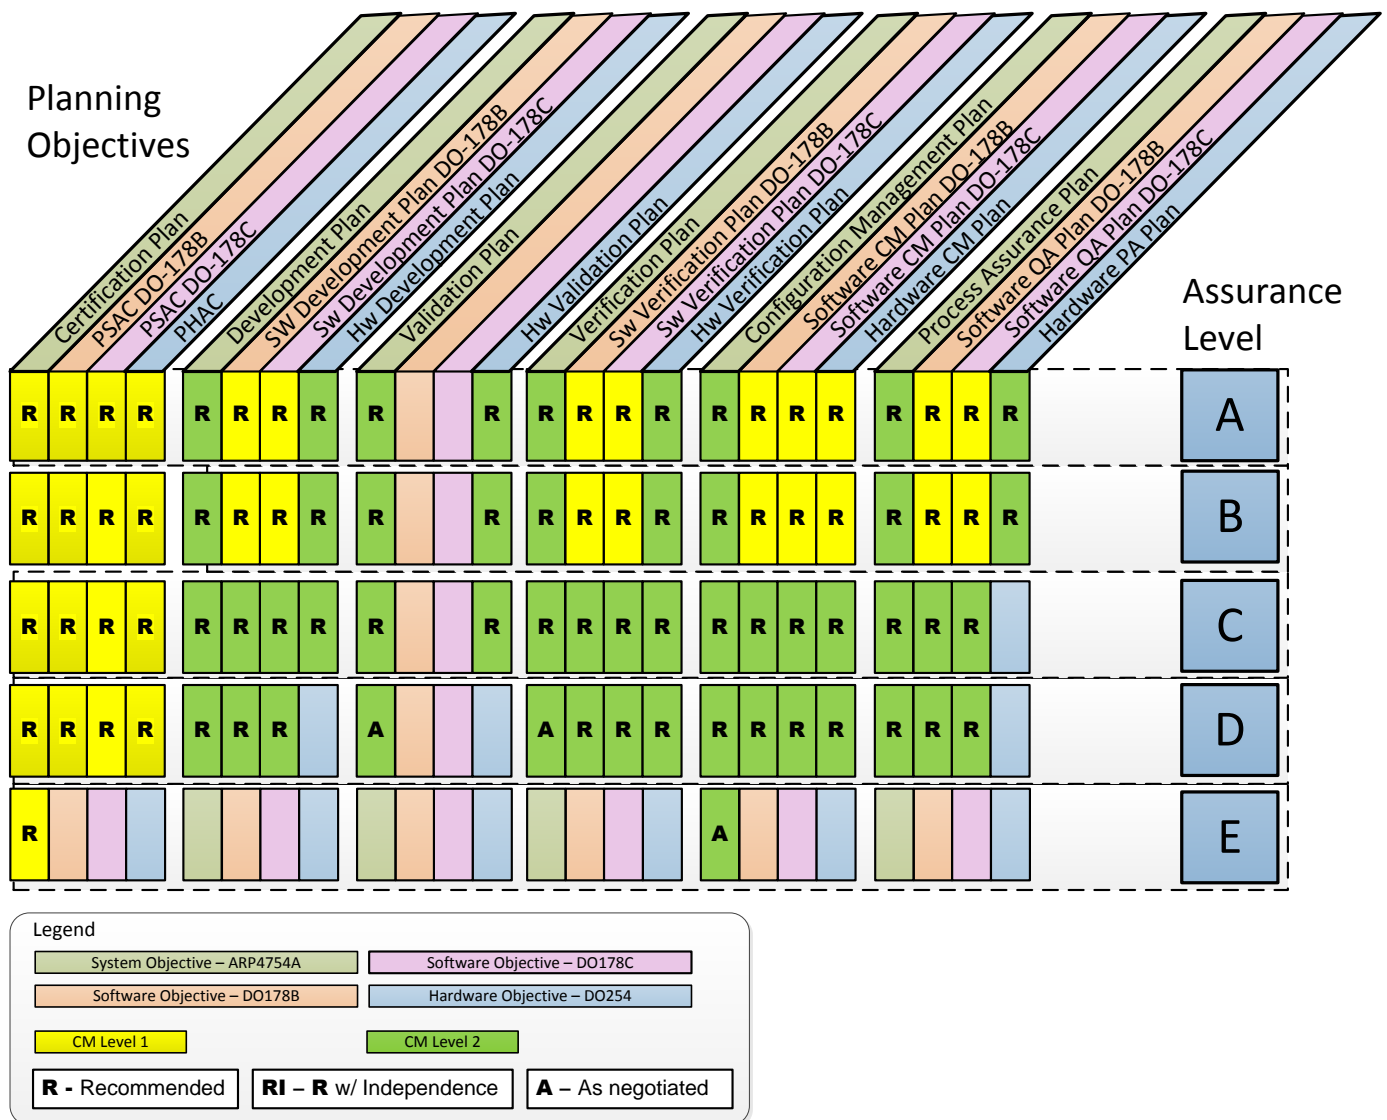 Planning
Objectives
Certification Plan
PSAC DO-178B
PSAC DO-178C
PHAC
Development Plan
SW Development Plan DO-178B
Sw Development Plan DO-178C
Hw Development Plan
Validation Plan
Hw Validation Plan
Verification Plan
Sw Verification Plan DO-178B
Sw Verification Plan DO-178C
Hw Verification Plan
Configuration Management Plan
Software CM Plan DO-178B
Software CM Plan DO-178C
Hardware CM Plan
Process Assurance Plan
Software QA Plan DO-178B
Software QA Plan DO-178C
Hardware PA Plan
Assurance
Level
R R R R R R R R R R R R R R R R R R R R R R A
R R R R R R R R R R R R R R R R R R R R R R B
R R R R R R R R R R R R R R R R R R R R R C
R R R R R R R A A R R R R R R R R R R D
R A E
Legend
System Objective – ARP4754A Software Objective – DO178C
Software Objective – DO178B Hardware Objective – DO254
CM Level 1 CM Level 2
R - Recommended RI – R w/ Independence A – As negotiated